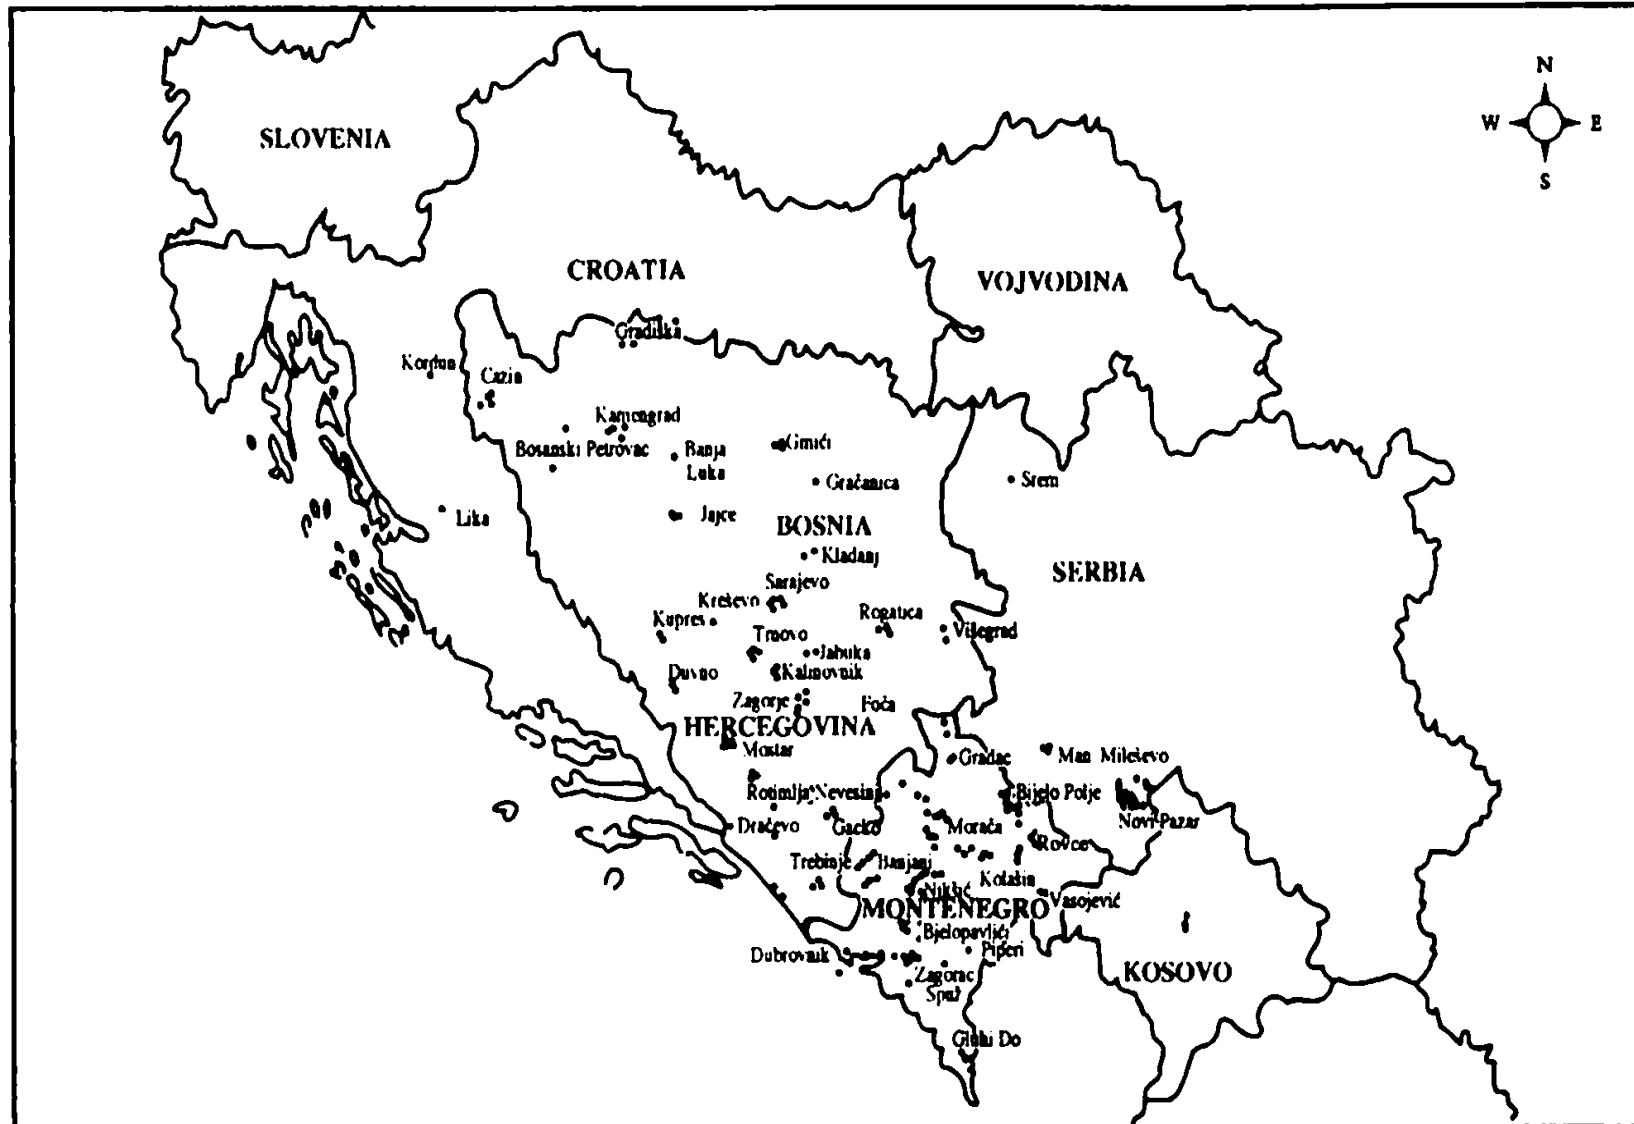 N
W E
S
SLOVENIA
CROATIA
VOJVODINA
Gradiška
Kordun
Cazin
Kamengrad
Bosanski Petrovac
Banja
Luka
Gračanica
Srem
Lika
Jajce
BOSNIA
Kladanj
SERBIA
Sarajevo
Kreševo
Kupres
Rogatica
Trnovo
Višegrad
Jabuka
Duvno
Kalinovnik
Zagorje
Foča
HERCEGOVINA
Mostar
Gradac
Man Mileševo
Rotimlja
Nevesinj
Bijelo Polje
Dračevo
Gacko
Morača
Novi Pazar
Rovce
Trebinje
Banjani
Kolašin
Nikšić
Vasojević
MONTENEGRO
Bjelopavlići
Dubrovnik
Piperi
Zagorac
KOSOVO
Spuž
Gluhi Do